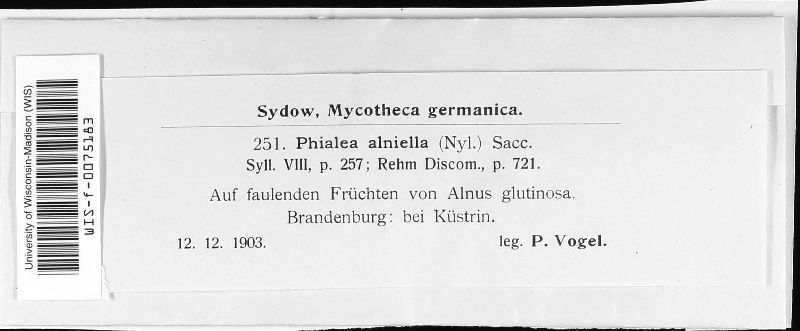 University of Wisconsin-Madison (WIS)
WIS-f-0075183
Sydow, Mycotheca germanica.
251. Phialea alniella (Nyl.) Sacc.
Syll. VIII, p. 257; Rehm Discom., p. 721.
Auf faulenden Früchten von Alnus glutinosa.
Brandenburg: bei Küstrin.
12. 12. 1903. leg. P. Vogel.